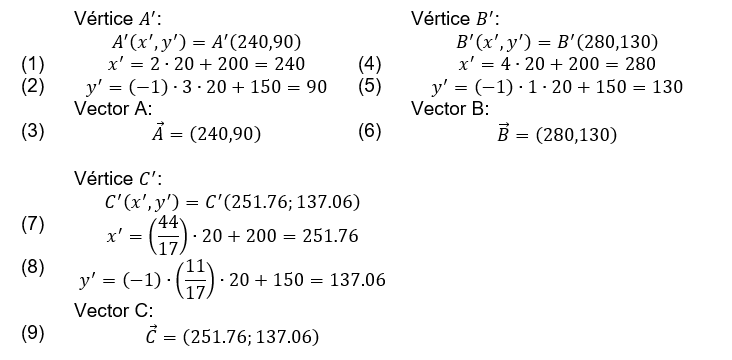 Vértice A′:
A′(x′, y′) = A′(240,90)
(1) x′ = 2 · 20 + 200 = 240
(2) y′ = (−1) · 3 · 20 + 150 = 90
Vector A:
(3) A⃗ = (240,90)
Vértice B′:
B′(x′, y′) = B′(280,130)
(4) x′ = 4 · 20 + 200 = 280
(5) y′ = (−1) · 1 · 20 + 150 = 130
Vector B:
(6) B⃗ = (280,130)
Vértice C′:
C′(x′, y′) = C′(251.76; 137.06)
(7) x′ = (44/17) · 20 + 200 = 251.76
(8) y′ = (−1) · (11/17) · 20 + 150 = 137.06
Vector C:
(9) C⃗ = (251.76; 137.06)